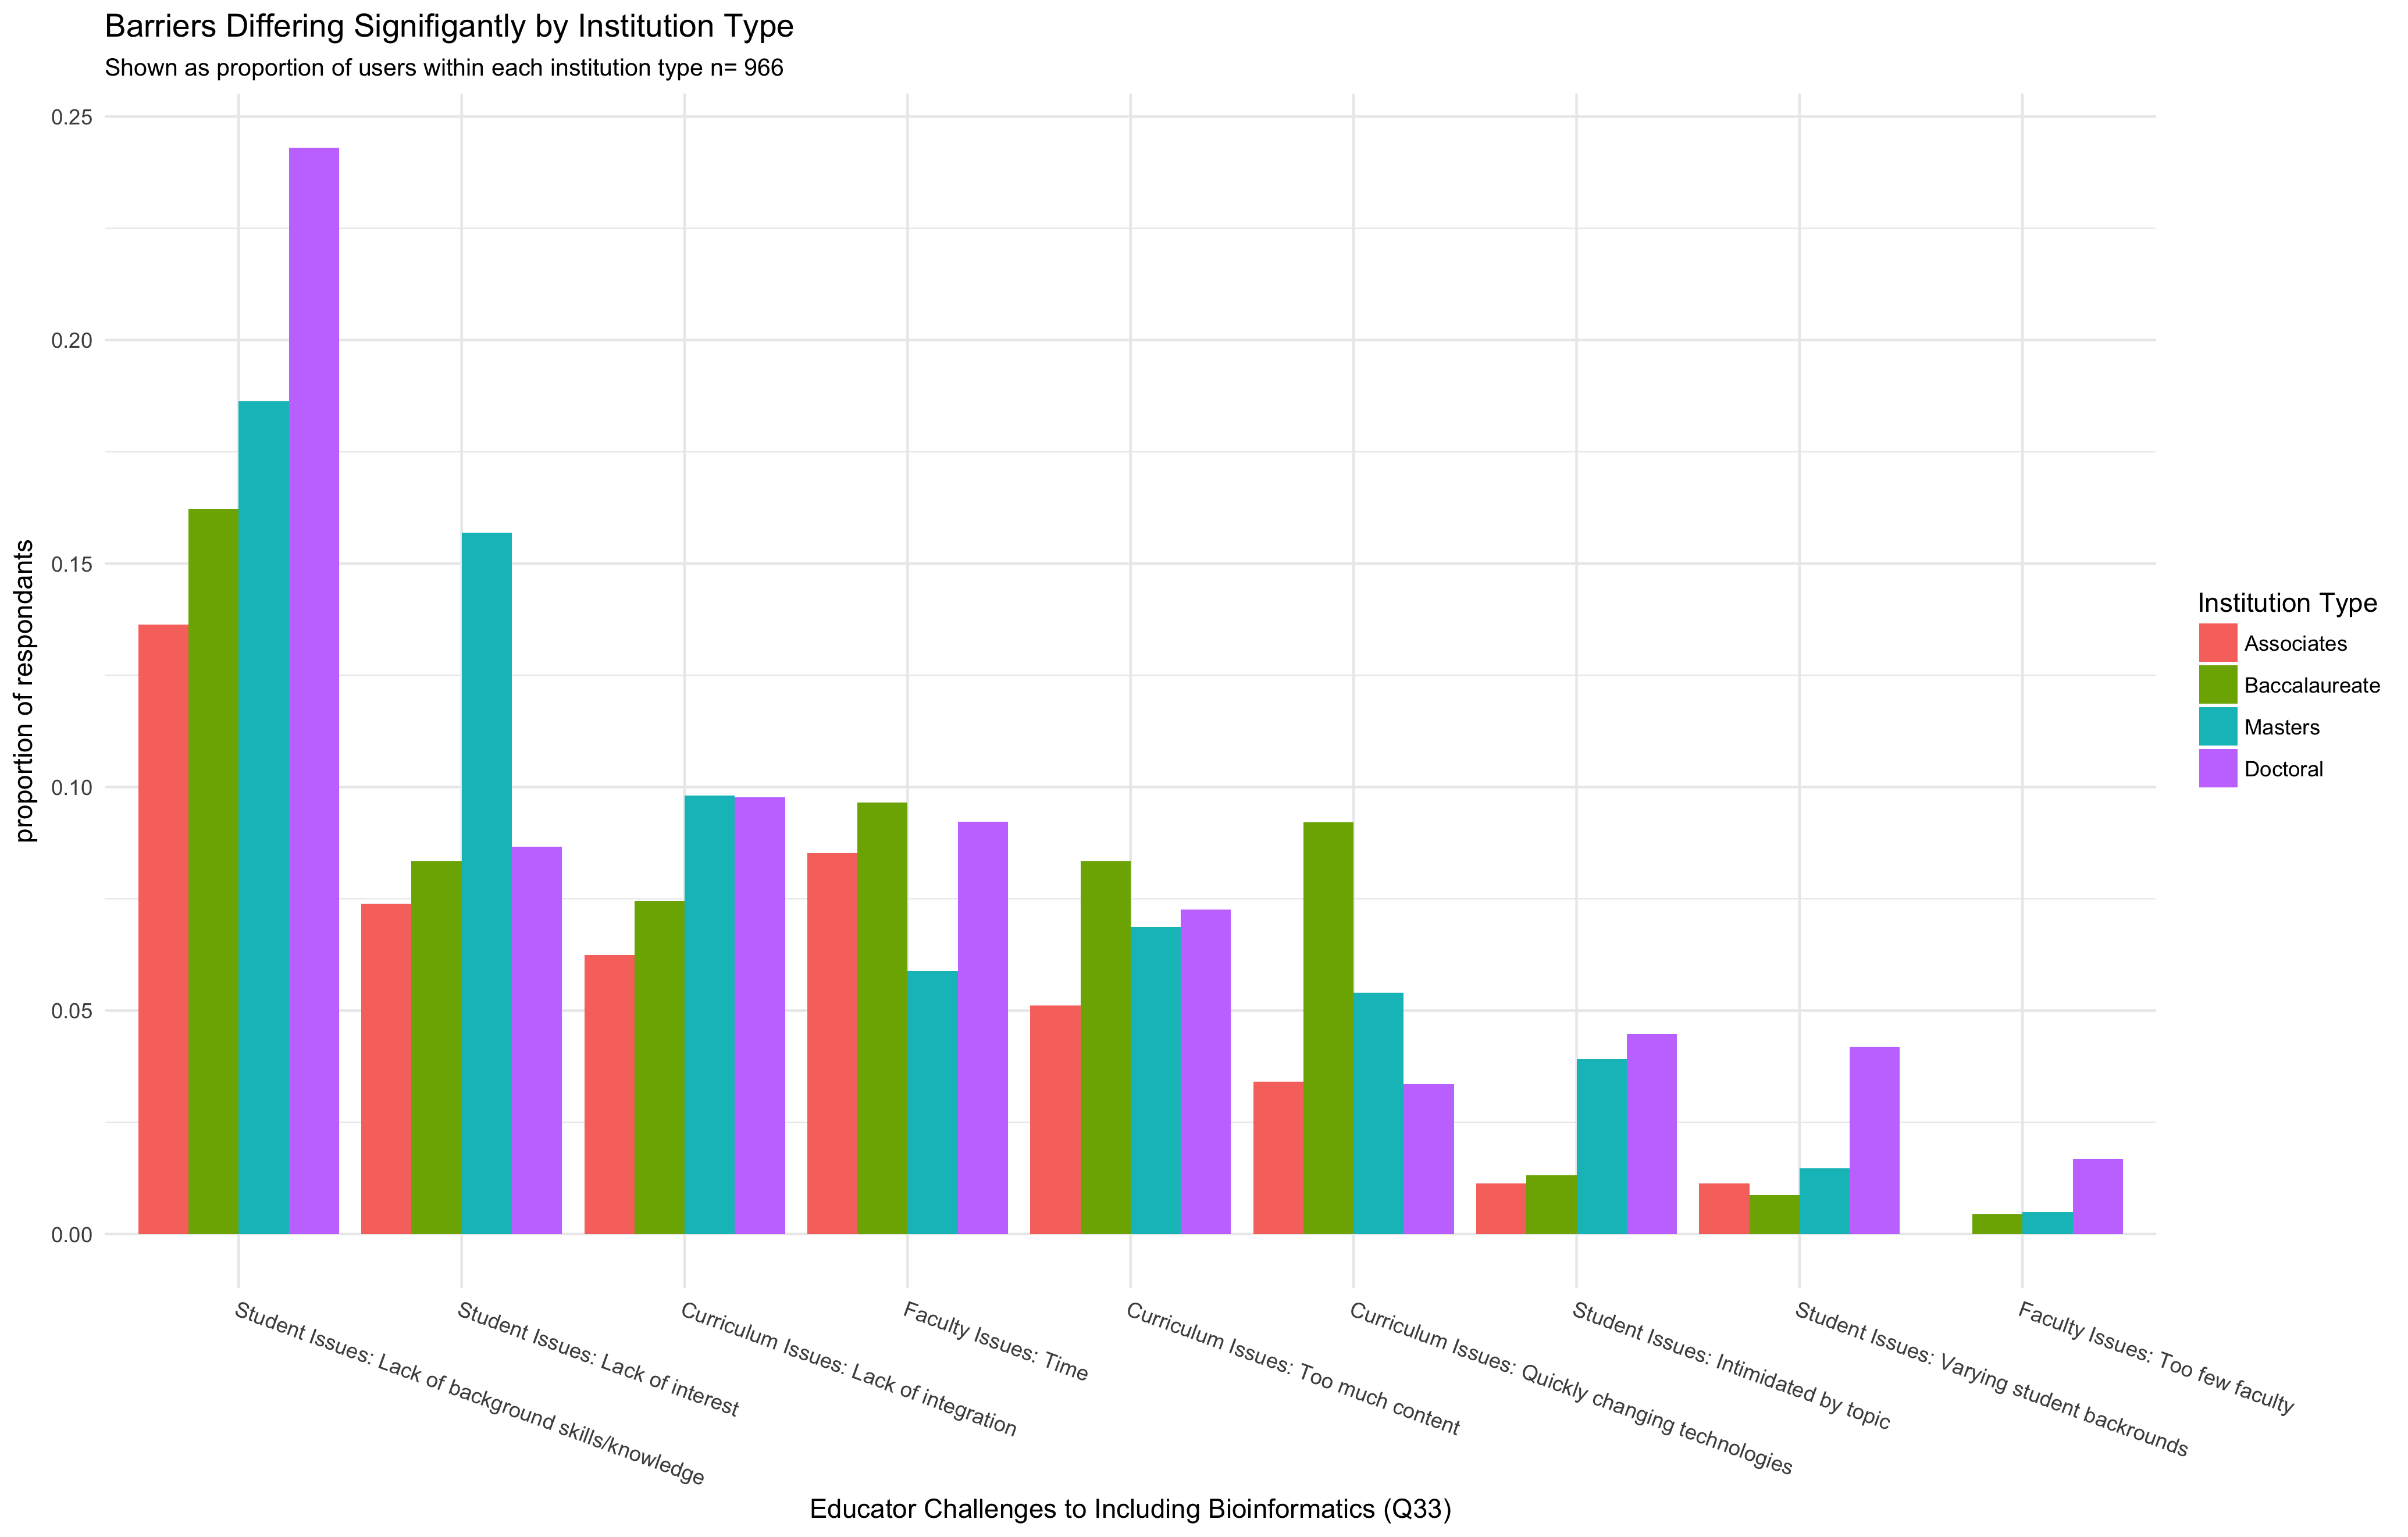 Barriers Differing Signifigantly by Institution Type
Shown as proportion of users within each institution type n= 966
proportion of respondants
0.25
0.20
0.15
0.10
0.05
0.00
Student Issues: Lack of background skills/knowledge
Student Issues: Lack of interest
Curriculum Issues: Lack of integration
Faculty Issues: Time
Curriculum Issues: Too much content
Curriculum Issues: Quickly changing technologies
Student Issues: Intimidated by topic
Student Issues: Varying student backrounds
Faculty Issues: Too few faculty
Educator Challenges to Including Bioinformatics (Q33)
Institution Type
Associates
Baccalaureate
Masters
Doctoral